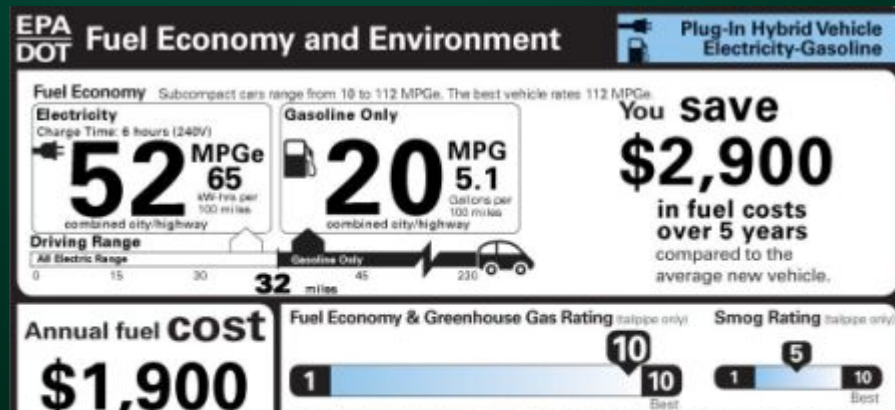 EPA
DOT
Fuel Economy and Environment
Plug-In Hybrid Vehicle
Electricity-Gasoline
Fuel Economy Subcompact cars range from 10 to 112 MPGe. The best vehicle rates 112 MPGe.
Electricity
Charge Time: 6 hours (240V)
52 MPGe
65
kW-hrs per
100 miles
combined city/highway
Gasoline Only
20 MPG
5.1
Gallons per
100 miles
combined city/highway
Driving Range
All Electric Range
Gasoline Only
0 15 30 45 230
32 miles
You save
$2,900
in fuel costs
over 5 years
compared to the
average new vehicle.
Annual fuel cost
$1,900
Fuel Economy & Greenhouse Gas Rating (tailpipe only)
10
1 10
Best
Smog Rating (tailpipe only)
5
1 10
Best